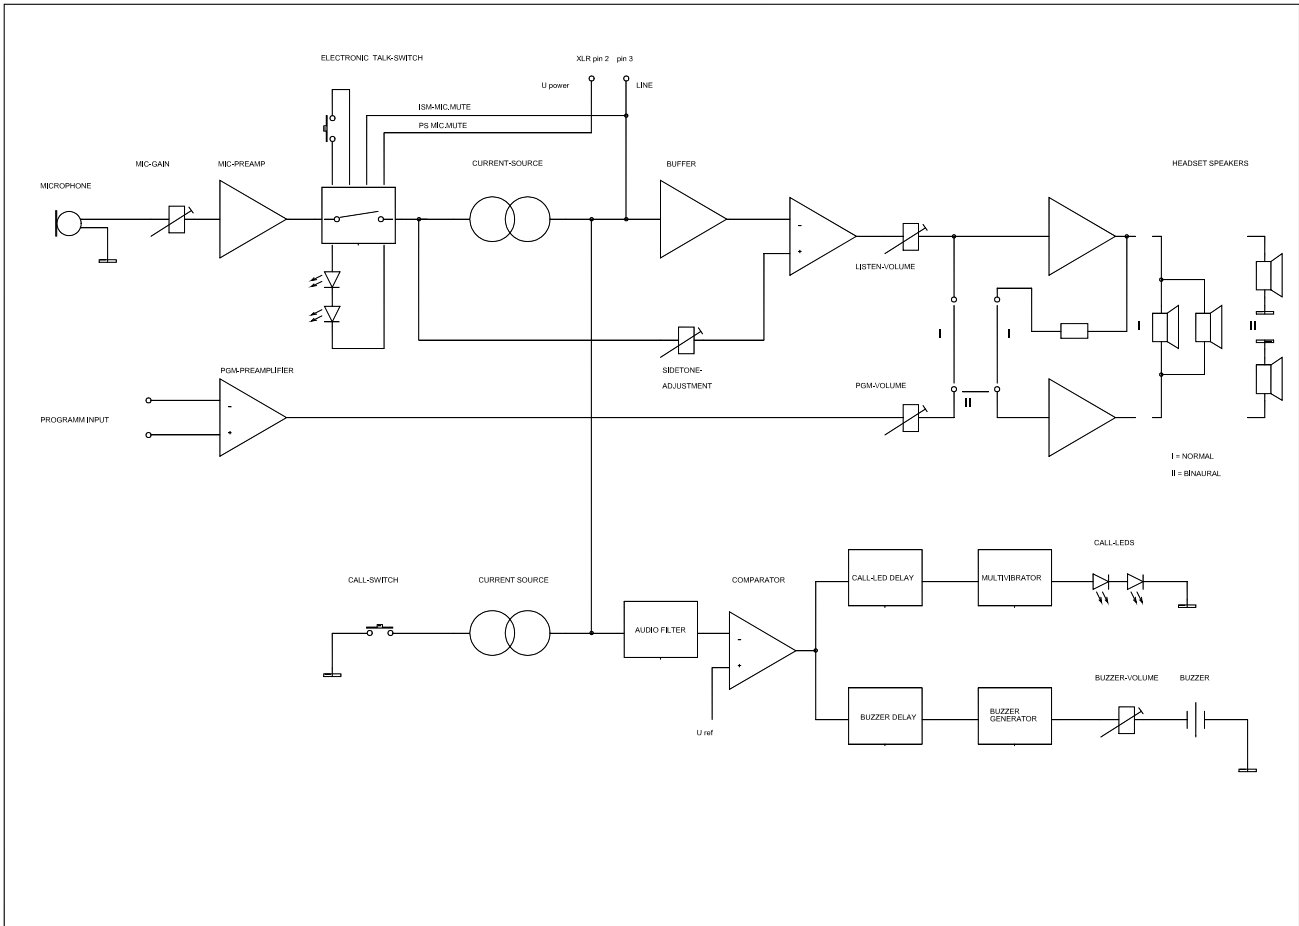 ELECTRONIC TALK-SWITCH
XLR pin 2 pin 3
U power
LINE
ISM-MIC.MUTE
PS MIC.MUTE
MIC-GAIN
MIC-PREAMP
CURRENT-SOURCE
BUFFER
HEADSET SPEAKERS
MICROPHONE
-
+
LISTEN-VOLUME
I
I
I
II
SIDETONE-
ADJUSTMENT
PGM-PREAMPLIFIER
PGM-VOLUME
II
PROGRAMM INPUT
-
+
I = NORMAL
II = BINAURAL
CALL-LEDS
CALL-SWITCH
CURRENT SOURCE
COMPARATOR
CALL-LED DELAY
MULTIVIBRATOR
AUDIO FILTER
-
+
BUZZER-VOLUME
BUZZER
U ref
BUZZER DELAY
BUZZER
GENERATOR